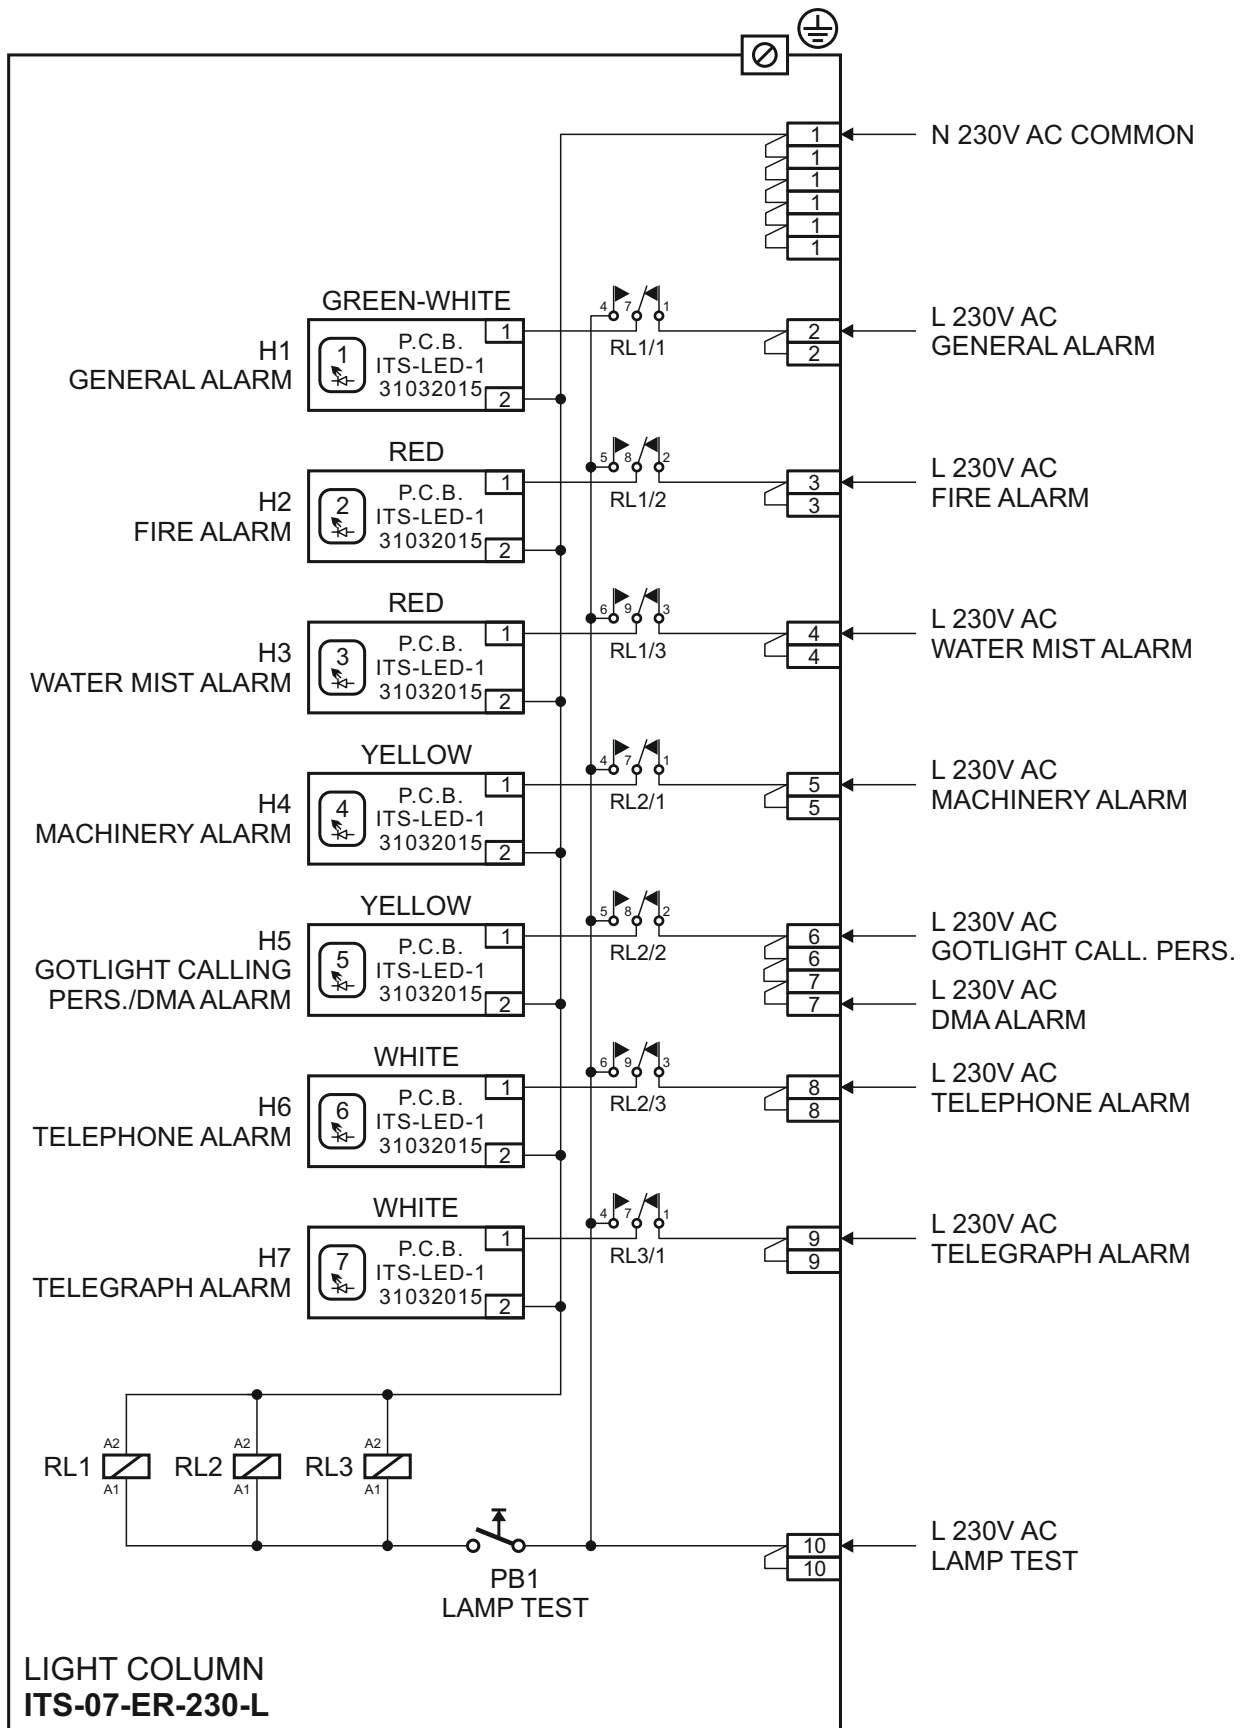 1
N 230V AC COMMON
1
1
1
1
1
GREEN-WHITE
H1
GENERAL ALARM
1
P.C.B.
ITS-LED-1
31032015
1
2
4 7 1
RL1/1
2
2
L 230V AC
GENERAL ALARM
RED
H2
FIRE ALARM
2
P.C.B.
ITS-LED-1
31032015
1
2
5 8 2
RL1/2
3
3
L 230V AC
FIRE ALARM
RED
H3
WATER MIST ALARM
3
P.C.B.
ITS-LED-1
31032015
1
2
6 9 3
RL1/3
4
4
L 230V AC
WATER MIST ALARM
YELLOW
H4
MACHINERY ALARM
4
P.C.B.
ITS-LED-1
31032015
1
2
4 7 1
RL2/1
5
5
L 230V AC
MACHINERY ALARM
YELLOW
H5
GOTLIGHT CALLING
PERS./DMA ALARM
5
P.C.B.
ITS-LED-1
31032015
1
2
5 8 2
RL2/2
6
6
7
7
L 230V AC
GOTLIGHT CALL. PERS.
L 230V AC
DMA ALARM
WHITE
H6
TELEPHONE ALARM
6
P.C.B.
ITS-LED-1
31032015
1
2
6 9 3
RL2/3
8
8
L 230V AC
TELEPHONE ALARM
WHITE
H7
TELEGRAPH ALARM
7
P.C.B.
ITS-LED-1
31032015
1
2
4 7 1
RL3/1
9
9
L 230V AC
TELEGRAPH ALARM
A2 A2 A2
RL1 RL2 RL3
A1 A1 A1
PB1
LAMP TEST
10
10
L 230V AC
LAMP TEST
LIGHT COLUMN
ITS-07-ER-230-L